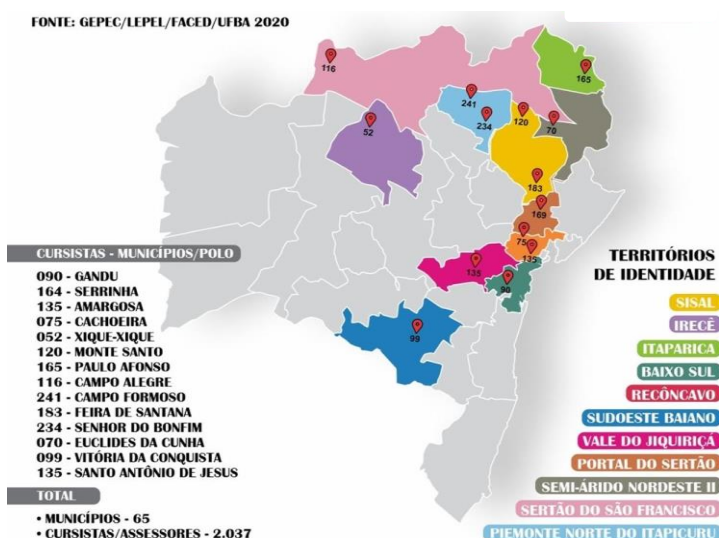 FONTE: GEPEC/LEPEL/FACED/UFBA 2020
116
165
241
234
120
70
52
183
169
75
135
135
90
99
CURSISTAS - MUNICÍPIOS/POLO
090 - GANDU
164 - SERRINHA
135 - AMARGOSA
075 - CACHOEIRA
052 - XIQUE-XIQUE
120 - MONTE SANTO
165 - PAULO AFONSO
116 - CAMPO ALEGRE
241 - CAMPO FORMOSO
183 - FEIRA DE SANTANA
234 - SENHOR DO BONFIM
070 - EUCLIDES DA CUNHA
099 - VITÓRIA DA CONQUISTA
135 - SANTO ANTÔNIO DE JESUS
TOTAL
• MUNICÍPIOS - 65
• CURSISTAS/ASSESSORES - 2.037
TERRITÓRIOS
DE IDENTIDADE
SISAL
IRECÊ
ITAPARICA
BAIXO SUL
RECÔNCAVO
SUDOESTE BAIANO
VALE DO JIQUIRIÇÁ
PORTAL DO SERTÃO
SEMI-ÁRIDO NORDESTE II
SERTÃO DO SÃO FRANCISCO
PIEMONTE NORTE DO ITAPICURU